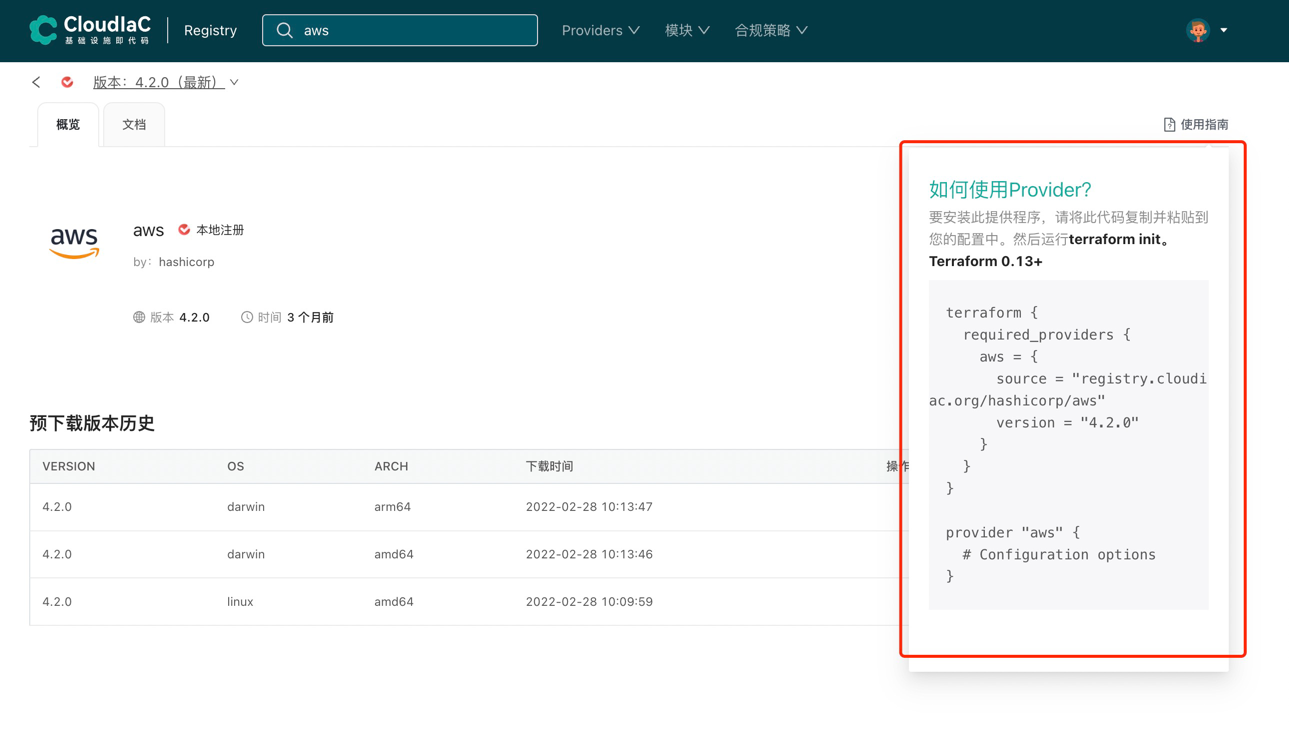 CloudIaC
基础设施即代码
Registry
aws
Providers
模块
合规策略
版本：4.2.0（最新）
概览
文档
使用指南
aws
aws
本地注册
by： hashicorp
版本 4.2.0
时间 3 个月前
预下载版本历史
VERSION OS ARCH 下载时间 操作
4.2.0 darwin arm64 2022-02-28 10:13:47
4.2.0 darwin amd64 2022-02-28 10:13:46
4.2.0 linux amd64 2022-02-28 10:09:59
如何使用Provider?
要安装此提供程序，请将此代码复制并粘贴到
您的配置中。然后运行terraform init。
Terraform 0.13+
terraform {
  required_providers {
    aws = {
      source = "registry.cloudi
ac.org/hashicorp/aws"
      version = "4.2.0"
    }
  }
}
provider "aws" {
  # Configuration options
}